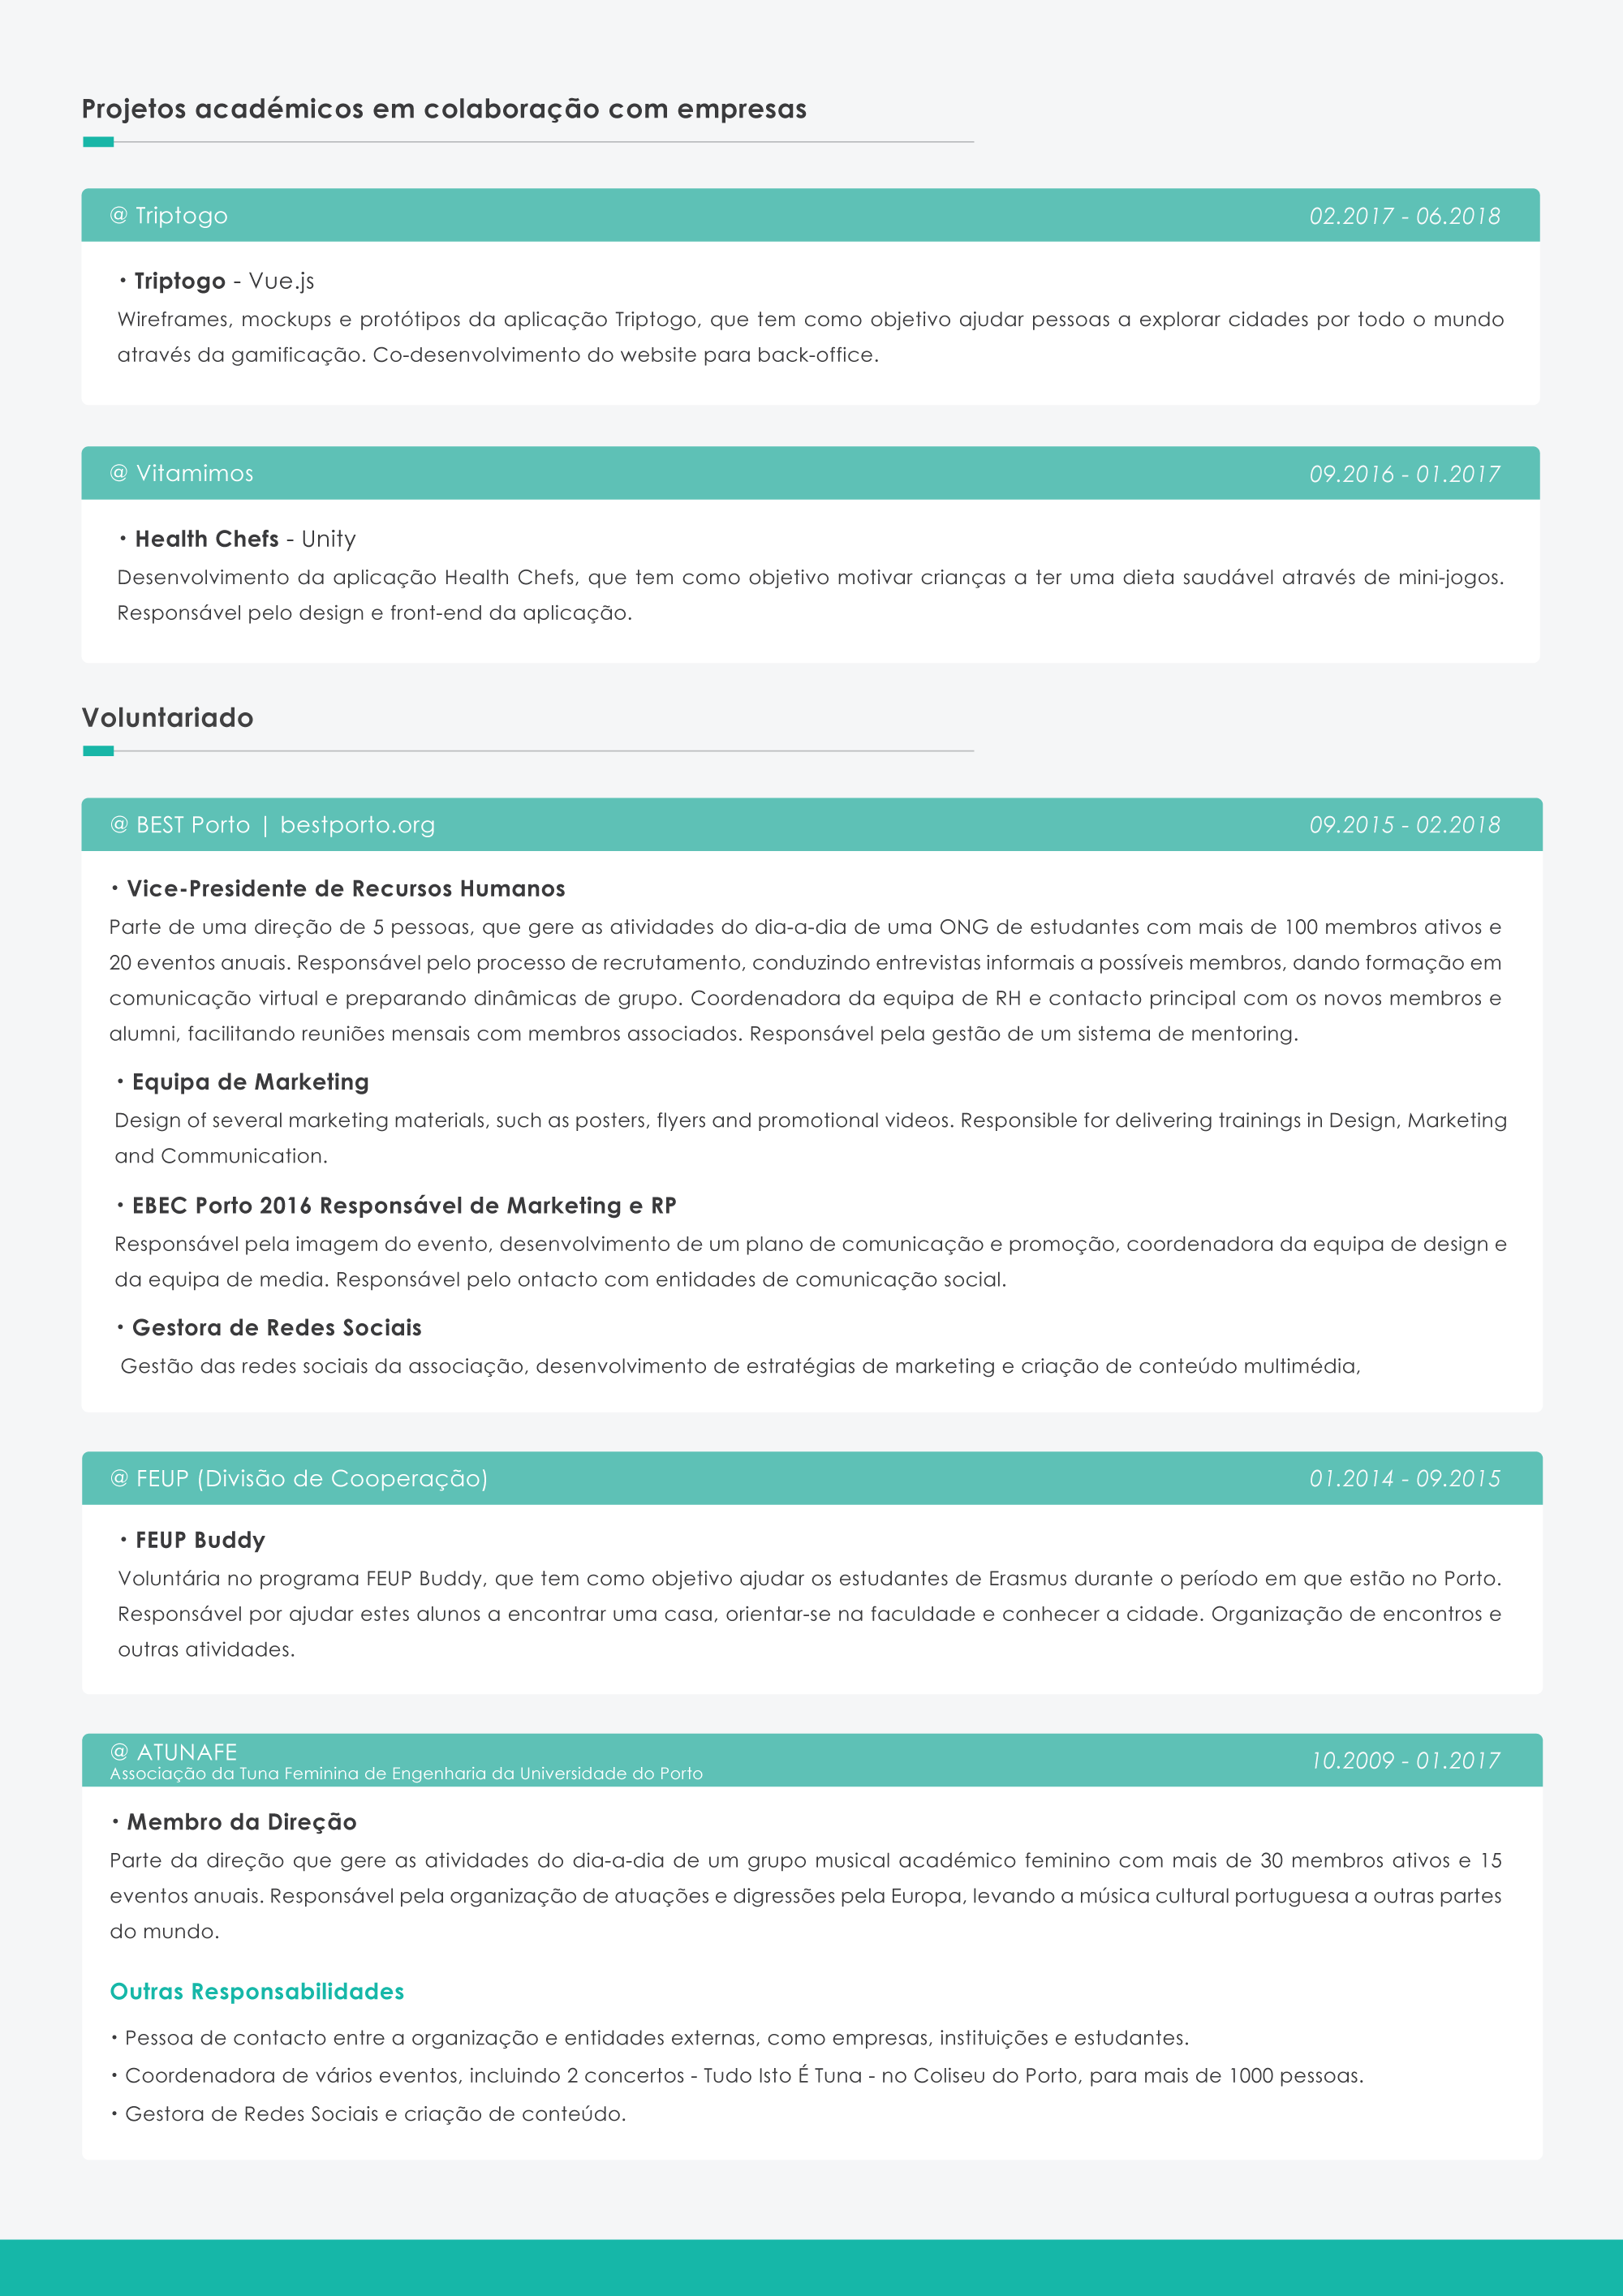 Projetos académicos em colaboração com empresas
@ Triptogo 02.2017 - 06.2018
• Triptogo - Vue.js
Wireframes, mockups e protótipos da aplicação Triptogo, que tem como objetivo ajudar pessoas a explorar cidades por todo o mundo
através da gamificação. Co-desenvolvimento do website para back-office.
@ Vitamimos 09.2016 - 01.2017
• Health Chefs - Unity
Desenvolvimento da aplicação Health Chefs, que tem como objetivo motivar crianças a ter uma dieta saudável através de mini-jogos.
Responsável pelo design e front-end da aplicação.
Voluntariado
@ BEST Porto | bestporto.org 09.2015 - 02.2018
• Vice-Presidente de Recursos Humanos
Parte de uma direção de 5 pessoas, que gere as atividades do dia-a-dia de uma ONG de estudantes com mais de 100 membros ativos e
20 eventos anuais. Responsável pelo processo de recrutamento, conduzindo entrevistas informais a possíveis membros, dando formação em
comunicação virtual e preparando dinâmicas de grupo. Coordenadora da equipa de RH e contacto principal com os novos membros e
alumni, facilitando reuniões mensais com membros associados. Responsável pela gestão de um sistema de mentoring.
• Equipa de Marketing
Design of several marketing materials, such as posters, flyers and promotional videos. Responsible for delivering trainings in Design, Marketing
and Communication.
• EBEC Porto 2016 Responsável de Marketing e RP
Responsável pela imagem do evento, desenvolvimento de um plano de comunicação e promoção, coordenadora da equipa de design e
da equipa de media. Responsável pelo ontacto com entidades de comunicação social.
• Gestora de Redes Sociais
Gestão das redes sociais da associação, desenvolvimento de estratégias de marketing e criação de conteúdo multimédia,
@ FEUP (Divisão de Cooperação) 01.2014 - 09.2015
• FEUP Buddy
Voluntária no programa FEUP Buddy, que tem como objetivo ajudar os estudantes de Erasmus durante o período em que estão no Porto.
Responsável por ajudar estes alunos a encontrar uma casa, orientar-se na faculdade e conhecer a cidade. Organização de encontros e
outras atividades.
@ ATUNAFE 10.2009 - 01.2017
Associação da Tuna Feminina de Engenharia da Universidade do Porto
• Membro da Direção
Parte da direção que gere as atividades do dia-a-dia de um grupo musical académico feminino com mais de 30 membros ativos e 15
eventos anuais. Responsável pela organização de atuações e digressões pela Europa, levando a música cultural portuguesa a outras partes
do mundo.
Outras Responsabilidades
• Pessoa de contacto entre a organização e entidades externas, como empresas, instituições e estudantes.
• Coordenadora de vários eventos, incluindo 2 concertos - Tudo Isto É Tuna - no Coliseu do Porto, para mais de 1000 pessoas.
• Gestora de Redes Sociais e criação de conteúdo.